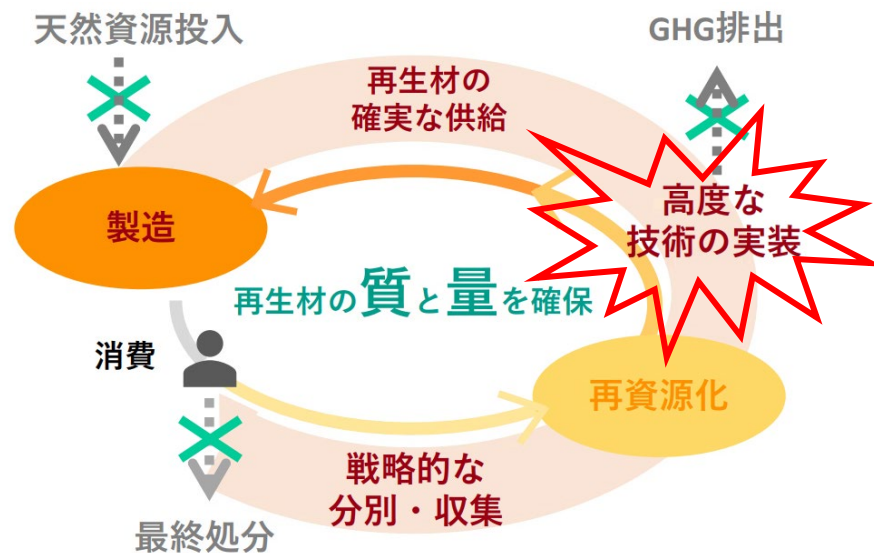 天然資源投入
GHG排出
再生材の
確実な供給
高度な
技術の実装
製造
再生材の質と量を確保
消費
再資源化
戦略的な
分別・収集
最終処分